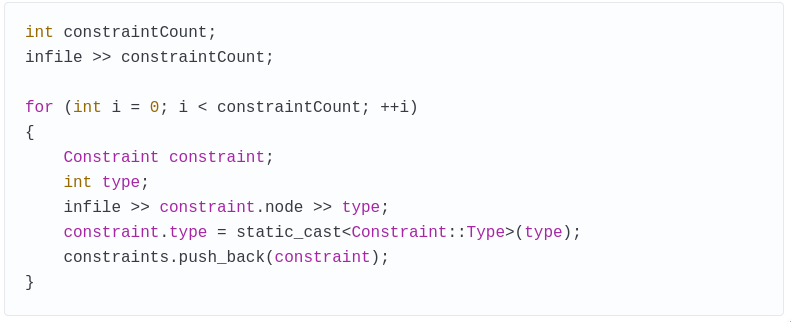 int constraintCount;
infile >> constraintCount;

for (int i = 0; i < constraintCount; ++i)
{
    Constraint constraint;
    int type;
    infile >> constraint.node >> type;
    constraint.type = static_cast<Constraint::Type>(type);
    constraints.push_back(constraint);
}